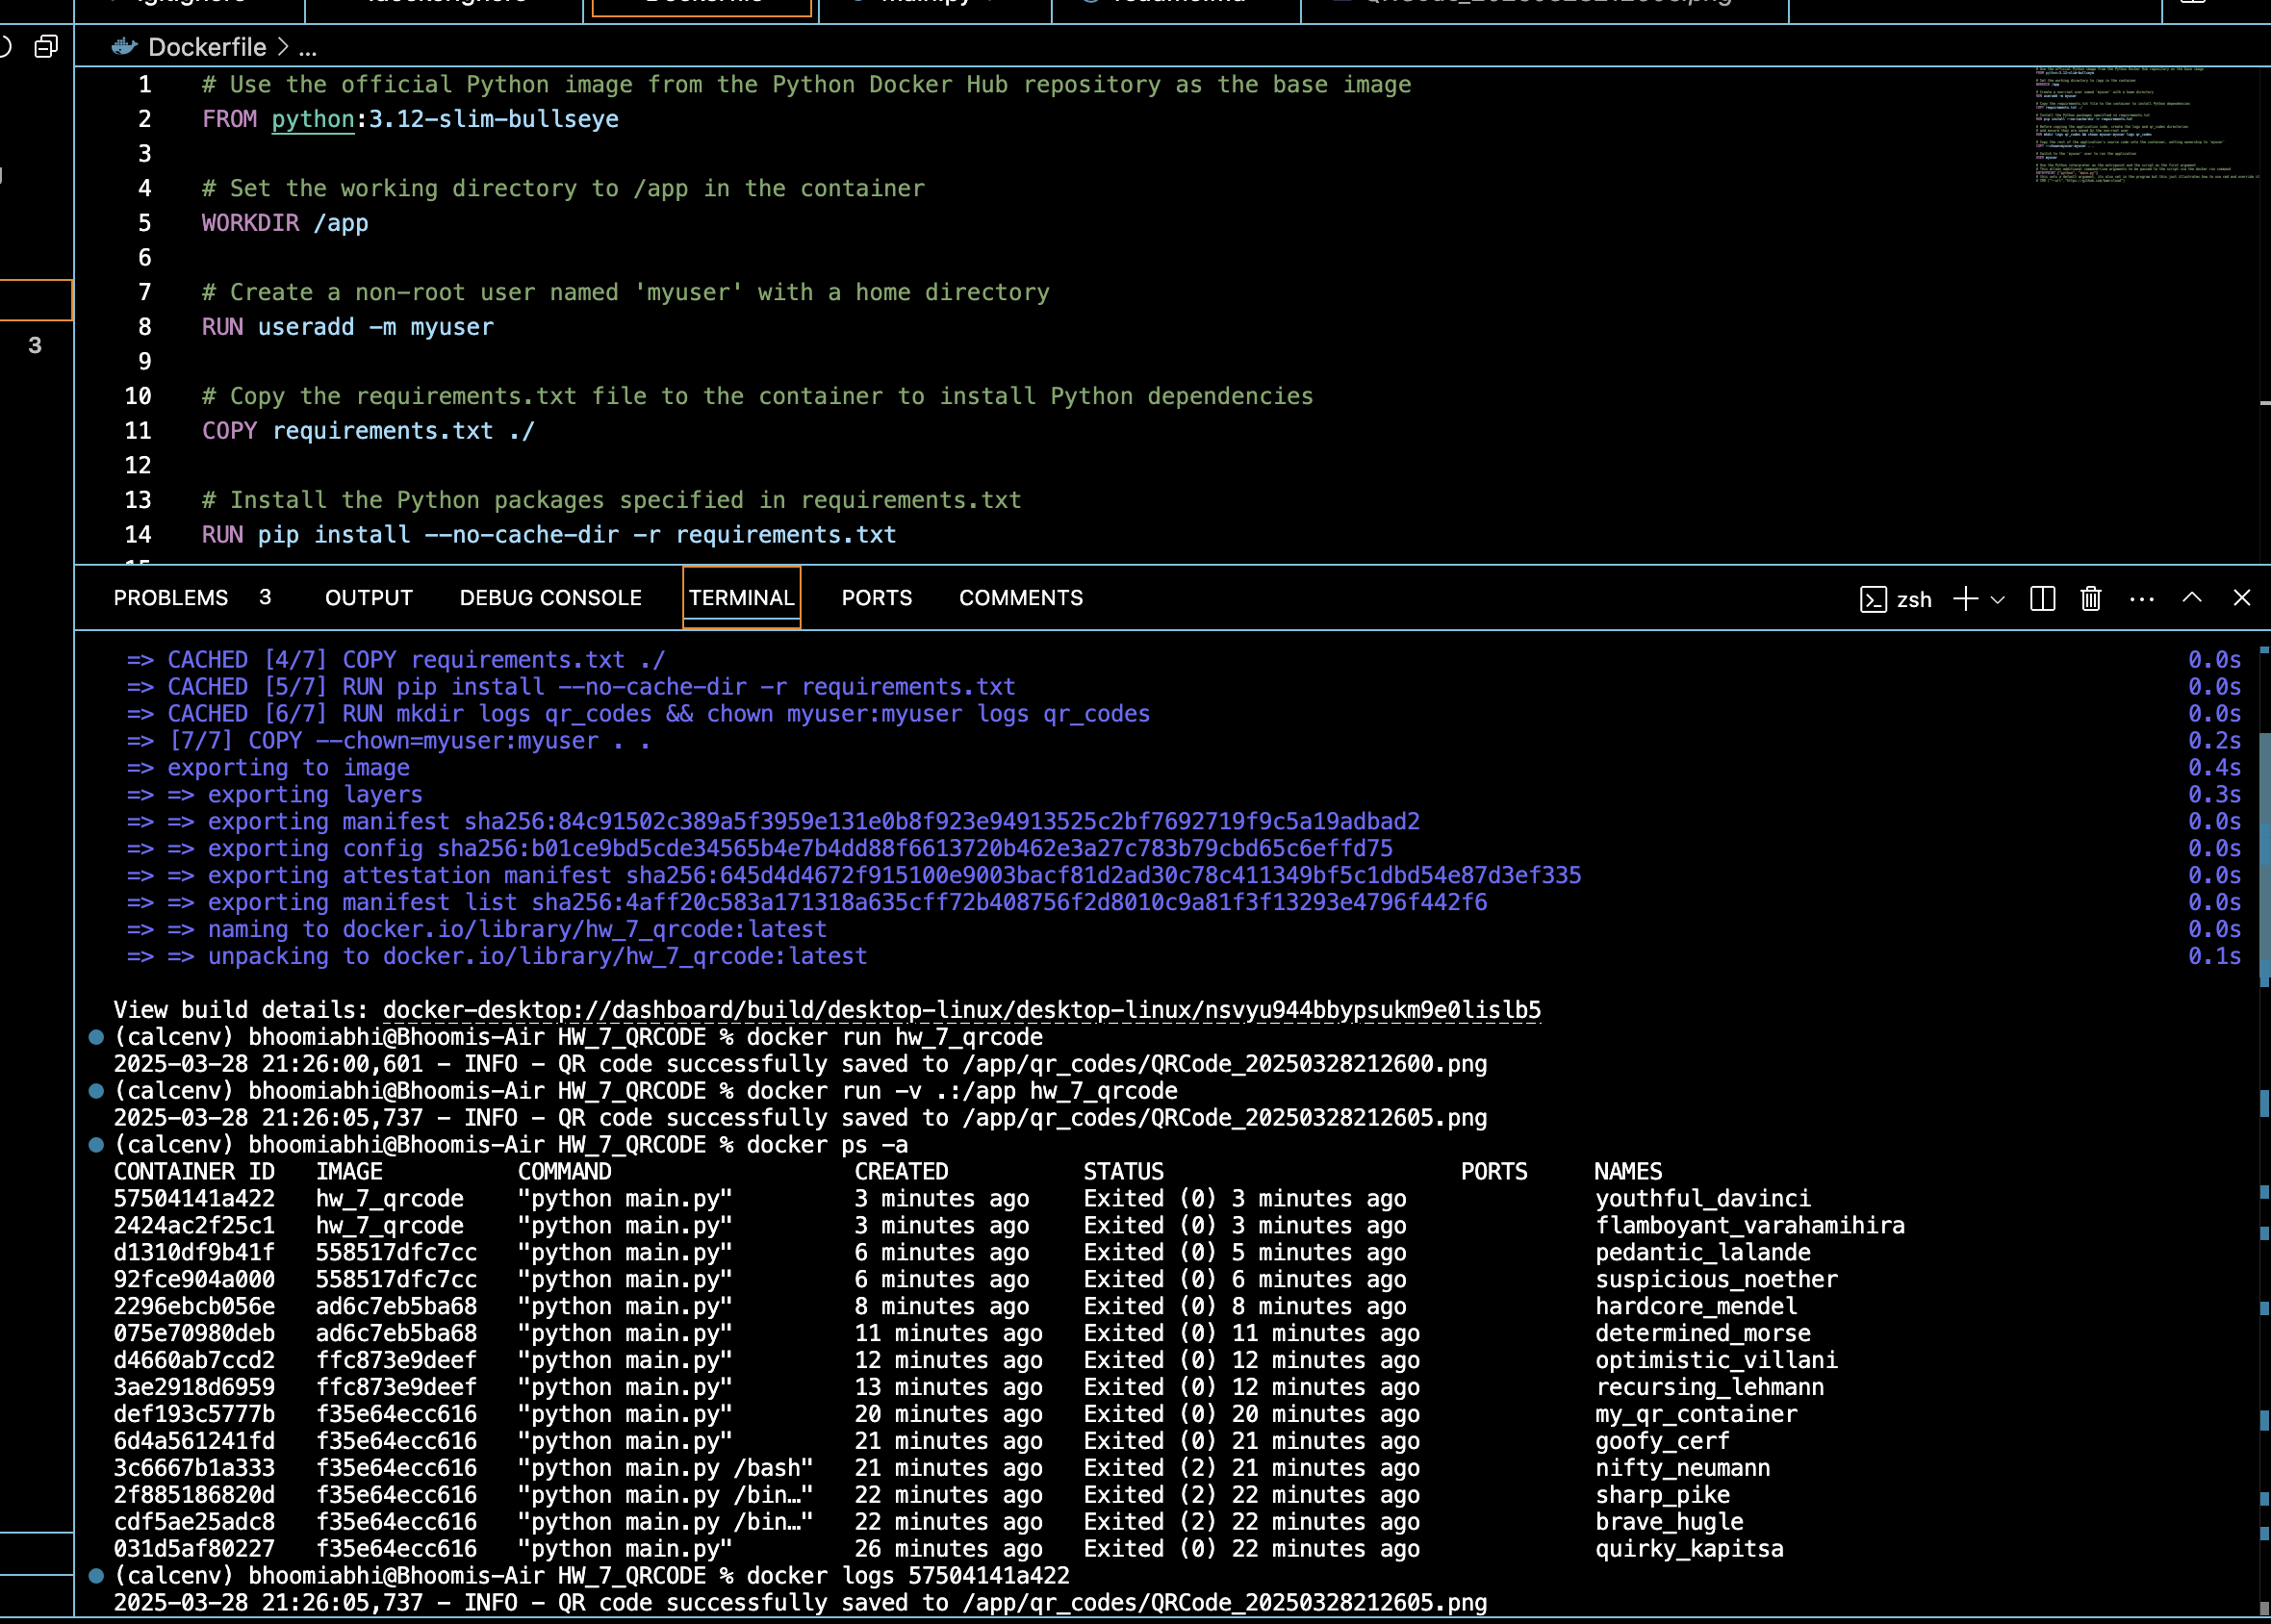 Dockerfile > ...
1 # Use the official Python image from the Python Docker Hub repository as the base image
2 FROM python:3.12-slim-bullseye
3
4 # Set the working directory to /app in the container
5 WORKDIR /app
6
7 # Create a non-root user named 'myuser' with a home directory
8 RUN useradd -m myuser
3
9
10 # Copy the requirements.txt file to the container to install Python dependencies
11 COPY requirements.txt ./
12
13 # Install the Python packages specified in requirements.txt
14 RUN pip install --no-cache-dir -r requirements.txt
PROBLEMS 3 OUTPUT DEBUG CONSOLE TERMINAL PORTS COMMENTS zsh
=> CACHED [4/7] COPY requirements.txt ./ 0.0s
=> CACHED [5/7] RUN pip install --no-cache-dir -r requirements.txt 0.0s
=> CACHED [6/7] RUN mkdir logs qr_codes && chown myuser:myuser logs qr_codes 0.0s
=> [7/7] COPY --chown=myuser:myuser . . 0.2s
=> exporting to image 0.4s
=> => exporting layers 0.3s
=> => exporting manifest sha256:84c91502c389a5f3959e131e0b8f923e94913525c2bf7692719f9c5a19adbad2 0.0s
=> => exporting config sha256:b01ce9bd5cde34565b4e7b4dd88f6613720b462e3a27c783b79cbd65c6effd75 0.0s
=> => exporting attestation manifest sha256:645d4d4672f915100e9003bacf81d2ad30c78c411349bf5c1dbd54e87d3ef335 0.0s
=> => exporting manifest list sha256:4aff20c583a171318a635cff72b408756f2d8010c9a81f3f13293e4796f442f6 0.0s
=> => naming to docker.io/library/hw_7_qrcode:latest 0.0s
=> => unpacking to docker.io/library/hw_7_qrcode:latest 0.1s
View build details: docker-desktop://dashboard/build/desktop-linux/desktop-linux/nsvyu944bbypsukm9e0lislb5
(calcenv) bhoomiabhi@Bhoomis-Air HW_7_QRCODE % docker run hw_7_qrcode
2025-03-28 21:26:00,601 - INFO - QR code successfully saved to /app/qr_codes/QRCode_20250328212600.png
(calcenv) bhoomiabhi@Bhoomis-Air HW_7_QRCODE % docker run -v .:/app hw_7_qrcode
2025-03-28 21:26:05,737 - INFO - QR code successfully saved to /app/qr_codes/QRCode_20250328212605.png
(calcenv) bhoomiabhi@Bhoomis-Air HW_7_QRCODE % docker ps -a
CONTAINER ID IMAGE COMMAND CREATED STATUS PORTS NAMES
57504141a422 hw_7_qrcode "python main.py" 3 minutes ago Exited (0) 3 minutes ago youthful_davinci
2424ac2f25c1 hw_7_qrcode "python main.py" 3 minutes ago Exited (0) 3 minutes ago flamboyant_varahamihira
d1310df9b41f 558517dfc7cc "python main.py" 6 minutes ago Exited (0) 5 minutes ago pedantic_lalande
92fce904a000 558517dfc7cc "python main.py" 6 minutes ago Exited (0) 6 minutes ago suspicious_noether
2296ebcb056e ad6c7eb5ba68 "python main.py" 8 minutes ago Exited (0) 8 minutes ago hardcore_mendel
075e70980deb ad6c7eb5ba68 "python main.py" 11 minutes ago Exited (0) 11 minutes ago determined_morse
d4660ab7ccd2 ffc873e9deef "python main.py" 12 minutes ago Exited (0) 12 minutes ago optimistic_villani
3ae2918d6959 ffc873e9deef "python main.py" 13 minutes ago Exited (0) 12 minutes ago recursing_lehmann
def193c5777b f35e64ecc616 "python main.py" 20 minutes ago Exited (0) 20 minutes ago my_qr_container
6d4a561241fd f35e64ecc616 "python main.py" 21 minutes ago Exited (0) 21 minutes ago goofy_cerf
3c6667b1a333 f35e64ecc616 "python main.py /bash" 21 minutes ago Exited (2) 21 minutes ago nifty_neumann
2f885186820d f35e64ecc616 "python main.py /bin…" 22 minutes ago Exited (2) 22 minutes ago sharp_pike
cdf5ae25adc8 f35e64ecc616 "python main.py /bin…" 22 minutes ago Exited (2) 22 minutes ago brave_hugle
031d5af80227 f35e64ecc616 "python main.py" 26 minutes ago Exited (0) 22 minutes ago quirky_kapitsa
(calcenv) bhoomiabhi@Bhoomis-Air HW_7_QRCODE % docker logs 57504141a422
2025-03-28 21:26:05,737 - INFO - QR code successfully saved to /app/qr_codes/QRCode_20250328212605.png